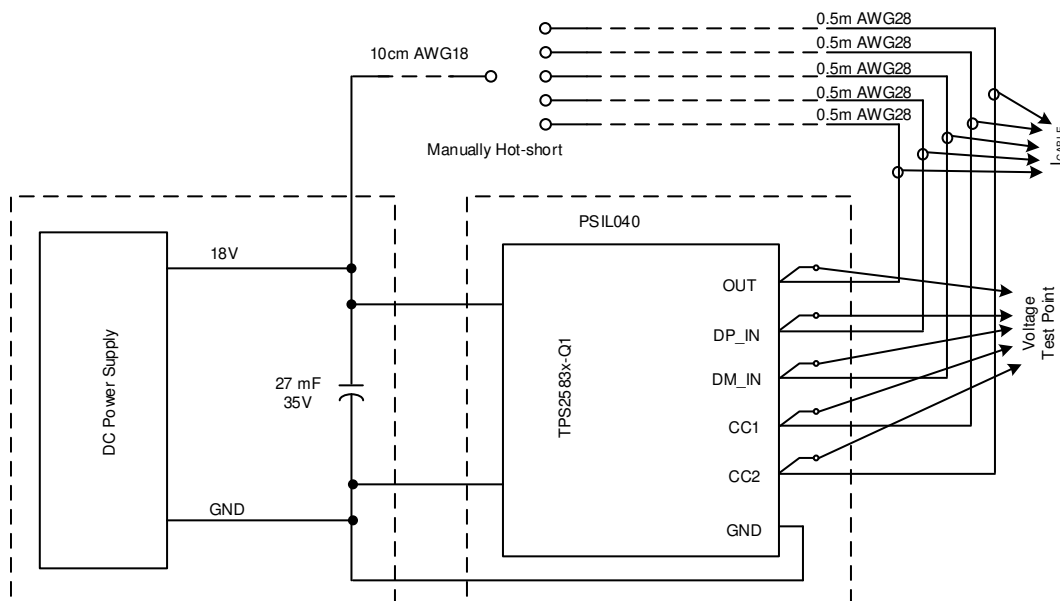 0.5m AWG28
0.5m AWG28
10cm AWG18
0.5m AWG28
0.5m AWG28
0.5m AWG28
Manually Hot-short
ICABLE
PSIL040
18V
OUT
DP_IN
Voltage
Test Point
DM_IN
27 mF
35V
DC Power Supply
TPS2583x-Q1
CC1
CC2
GND
GND